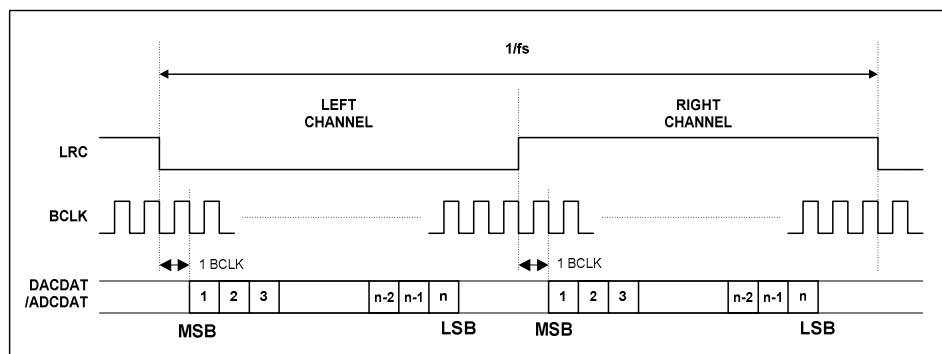 1/fs
LEFT
CHANNEL
RIGHT
CHANNEL
LRC
BCLK
1 BCLK
1 BCLK
DACDAT
/ADCDAT
1 2 3 n-2 n-1 n 1 2 3 n-2 n-1 n
MSB LSB MSB LSB